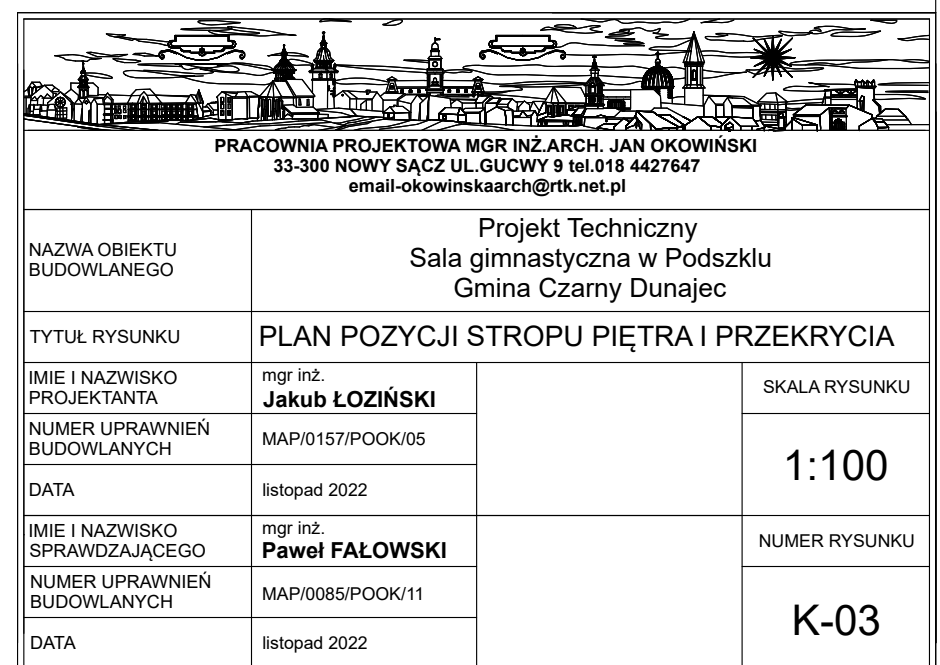 PRACOWNIA PROJEKTOWA MGR INŻ.ARCH. JAN OKOWIŃSKI
33-300 NOWY SĄCZ UL.GUCWY 9 tel.018 4427647
email-okowinskaarch@rtk.net.pl
NAZWA OBIEKTU
BUDOWLANEGO
Projekt Techniczny
Sala gimnastyczna w Podszklu
Gmina Czarny Dunajec
TYTUŁ RYSUNKU
PLAN POZYCJI STROPU PIĘTRA I PRZEKRYCIA
IMIE I NAZWISKO
PROJEKTANTA
mgr inż.
Jakub ŁOZIŃSKI
SKALA RYSUNKU
NUMER UPRAWNIEŃ
BUDOWLANYCH
MAP/0157/POOK/05
1:100
DATA
listopad 2022
IMIE I NAZWISKO
SPRAWDZAJĄCEGO
mgr inż.
Paweł FAŁOWSKI
NUMER RYSUNKU
NUMER UPRAWNIEŃ
BUDOWLANYCH
MAP/0085/POOK/11
K-03
DATA
listopad 2022